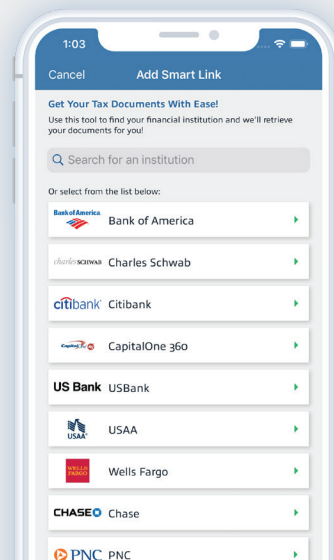 1:03
Cancel Add Smart Link
Get Your Tax Documents With Ease!
Use this tool to find your financial institution and we'll retrieve
your documents for you!
Search for an institution
Or select from the list below:
Bank of America Bank of America
charles SCHWAB Charles Schwab
citibank Citibank
Capital One 360 CapitalOne 360
US Bank USBank
USAA USAA
WELLS FARGO Wells Fargo
CHASE Chase
PNC PNC